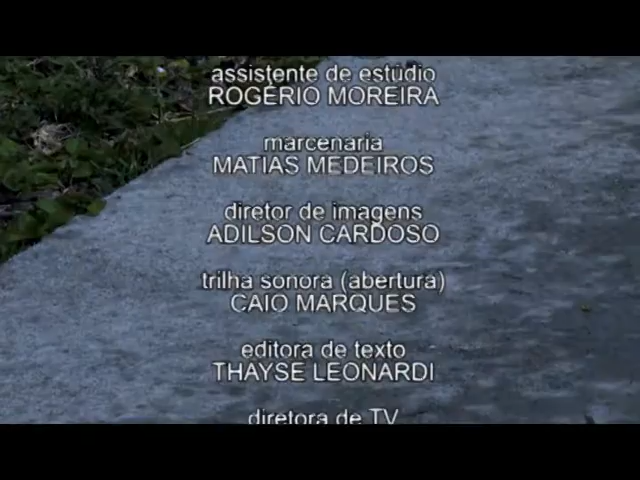 assistente de estúdio
ROGÉRIO MOREIRA
marcenaria
MATIAS MEDEIROS
diretor de imagens
ADILSON CARDOSO
trilha sonora (abertura)
CAIO MARQUES
editora de texto
THAYSE LEONARDI
diretora de TV